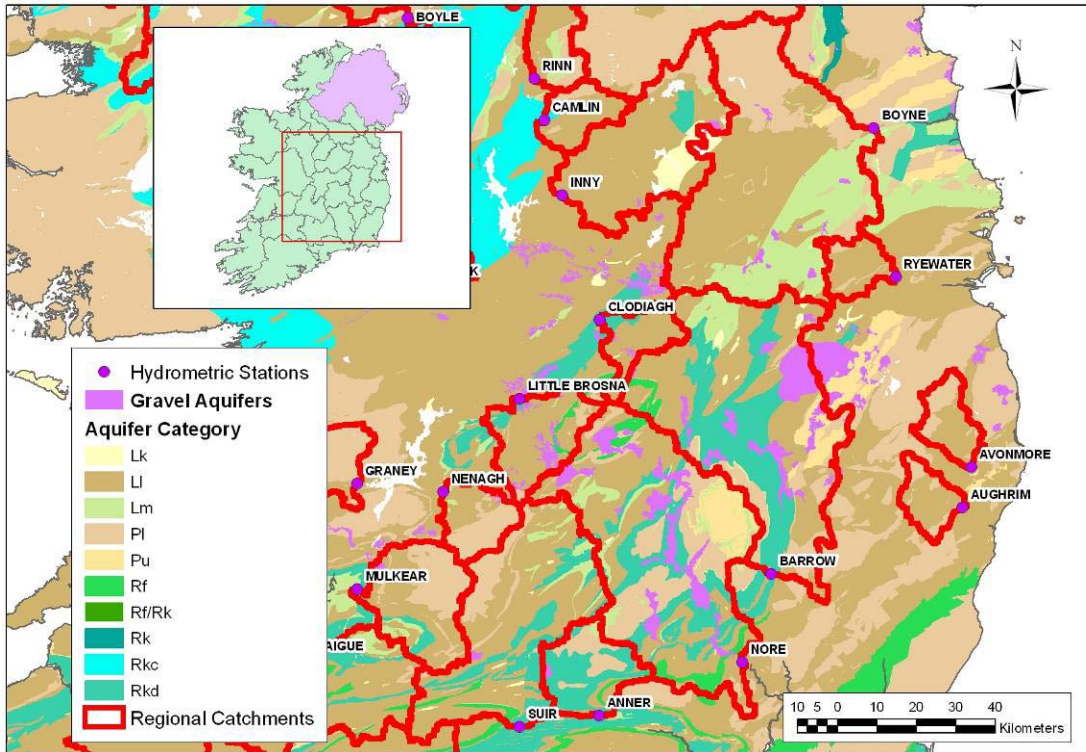 BOYLE
RINN
CAMLIN
N
BOYNE
INNY
RYEWATER
K
CLODIAGH
Hydrometric Stations
Gravel Aquifers
Aquifer Category
Lk
Ll
Lm
Pl
Pu
Rf
Rf/Rk
Rk
Rkc
Rkd
Regional Catchments
LITTLE BROSNA
GRANEY
NENAGH
AVONMORE
AUGHRIM
MULKEAR
BARROW
AIGUE
NORE
ANNER
SUIR
10 5 0 10 20 30 40
Kilometers